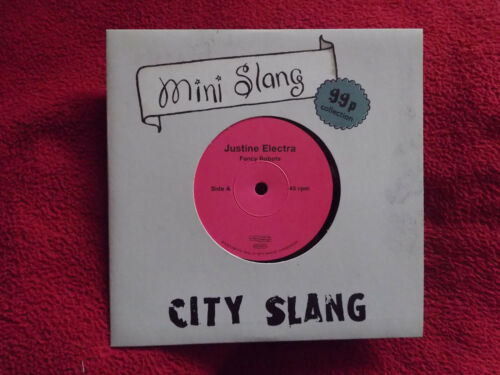 mini Slang
99p
collection
Justine Electra
Fancy Robots
Side A
45 rpm
CITY SLANG